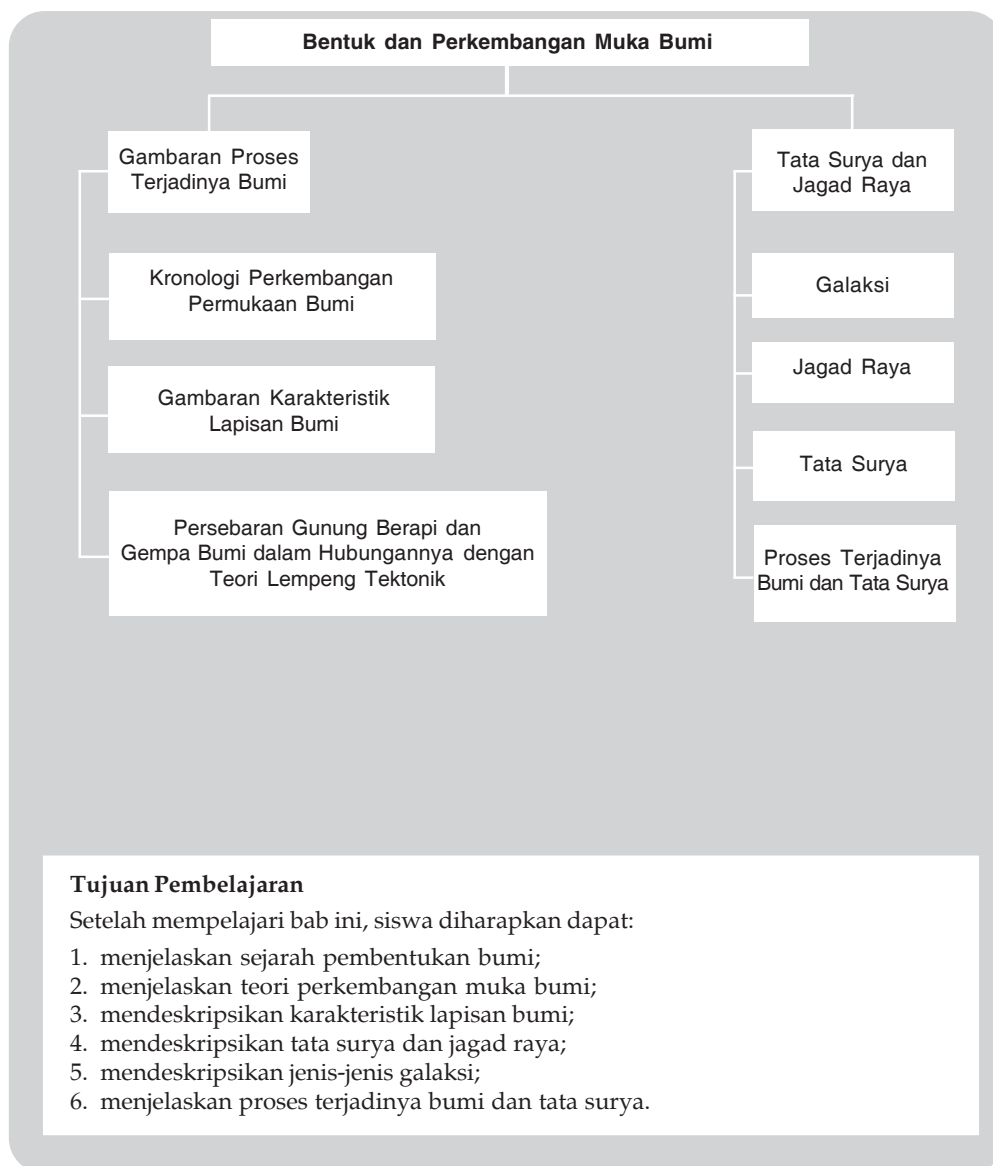 Bentuk dan Perkembangan Muka Bumi
Gambaran Proses
Terjadinya Bumi
Kronologi Perkembangan
Permukaan Bumi
Gambaran Karakteristik
Lapisan Bumi
Persebaran Gunung Berapi dan
Gempa Bumi dalam Hubungannya dengan
Teori Lempeng Tektonik
Tata Surya dan
Jagad Raya
Galaksi
Jagad Raya
Tata Surya
Proses Terjadinya
Bumi dan Tata Surya
Tujuan Pembelajaran
Setelah mempelajari bab ini, siswa diharapkan dapat:
1. menjelaskan sejarah pembentukan bumi;
2. menjelaskan teori perkembangan muka bumi;
3. mendeskripsikan karakteristik lapisan bumi;
4. mendeskripsikan tata surya dan jagad raya;
5. mendeskripsikan jenis-jenis galaksi;
6. menjelaskan proses terjadinya bumi dan tata surya.